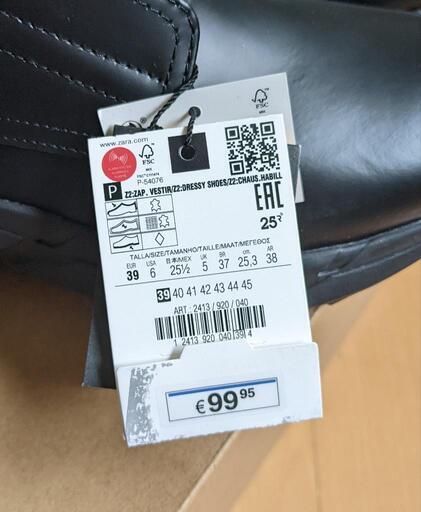 www.zara.com
FSC
FSC
P-54076
P Z2:ZAP. VESTIR/Z2:DRESSY SHOES/Z2:CHAUS.HABILL
EAC
TALLA/SIZE/TAMANHO/TAILLE/MAAT/ΜΕΓΕΘΟΣ
EUR USA 日本/MEX UK BR cm. AR
39 6 25½ 5 37 25,3 38
39 40 41 42 43 44 45
ART.: 2413 / 920 / 040
1 2413 920 040 39 4
€99 95